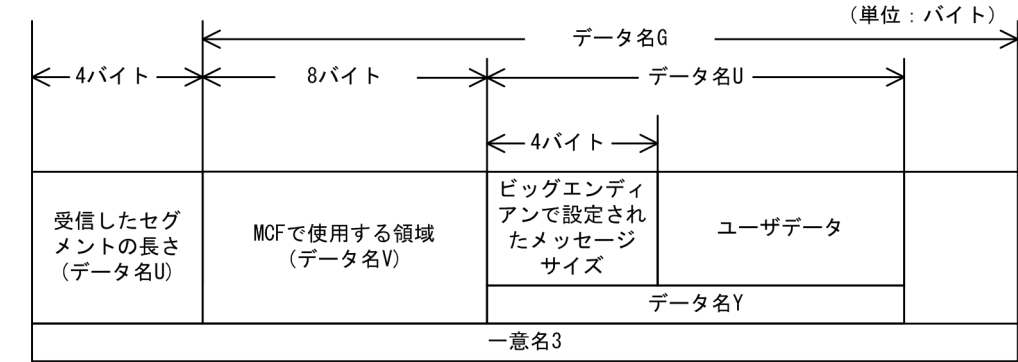 （単位：バイト）
データ名G
4バイト
8バイト
データ名U
4バイト
受信したセグ
メントの長さ
（データ名U）
MCFで使用する領域
（データ名V）
ビッグエンディ
アンで設定され
たメッセージ
サイズ
ユーザデータ
データ名Y
一意名3